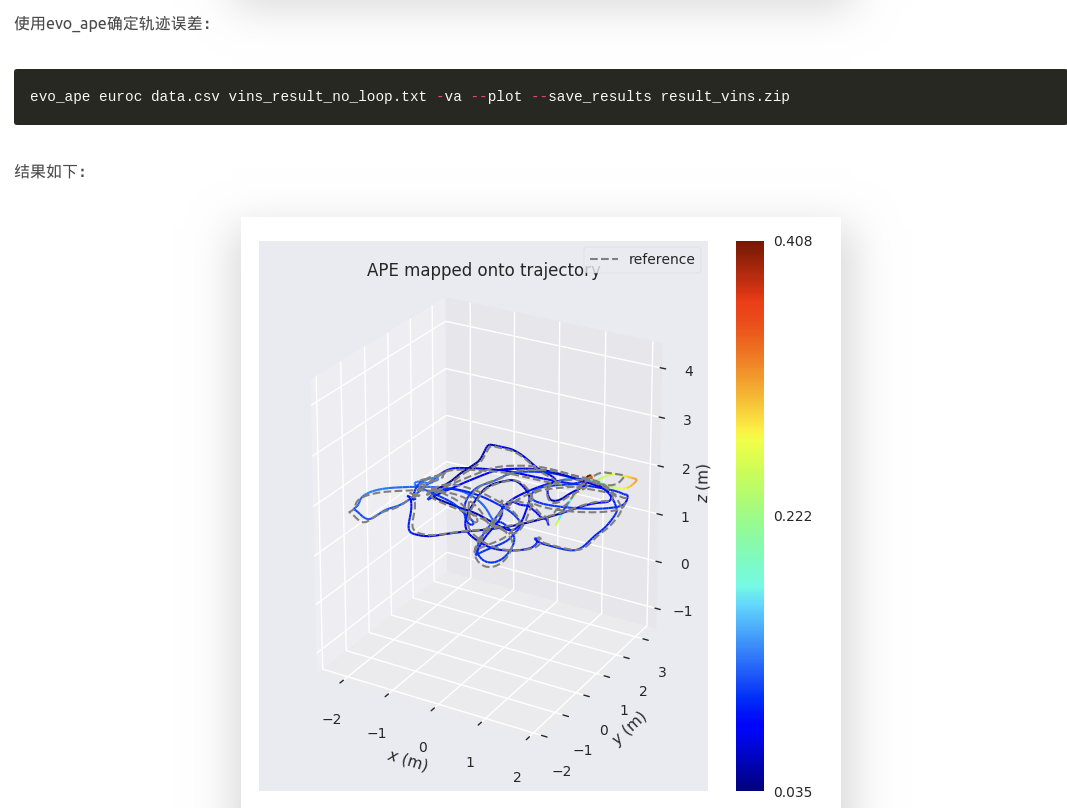 使用evo_ape确定轨迹误差：
evo_ape euroc data.csv vins_result_no_loop.txt -va --plot --save_results result_vins.zip
结果如下：
APE mapped onto trajectory
reference
0.408
0.222
0.035
4
3
2
1
0
−1
z (m)
−2
−1
0
1
2
x (m)
3
2
1
0
−1
−2
y (m)